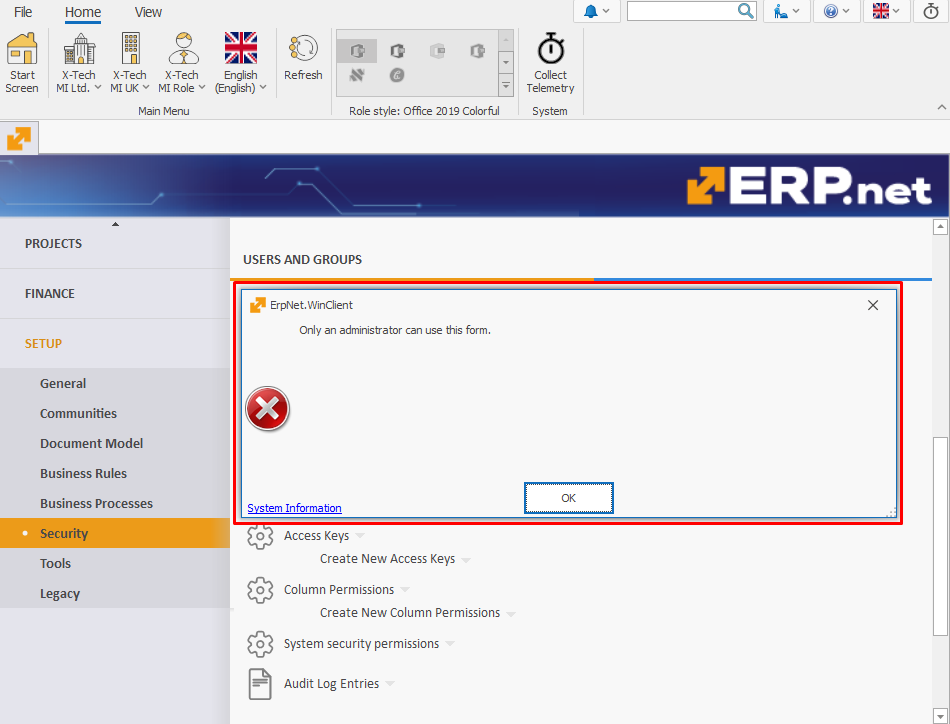 File Home View
Start
Screen
X-Tech
MI Ltd.
X-Tech
MI UK
X-Tech
MI Role
English
(English)
Refresh
Collect
Telemetry
Main Menu
Role style: Office 2019 Colorful
System
ERP.net
PROJECTS
FINANCE
SETUP
General
Communities
Document Model
Business Rules
Business Processes
Security
Tools
Legacy
USERS AND GROUPS
ErpNet.WinClient
Only an administrator can use this form.
System Information
OK
Access Keys
Create New Access Keys
Column Permissions
Create New Column Permissions
System security permissions
Audit Log Entries